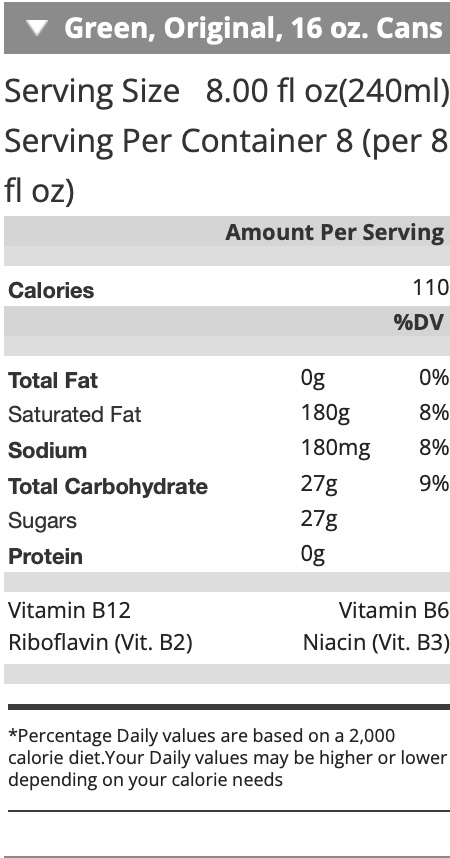 ▼ Green, Original, 16 oz. Cans
Serving Size 8.00 fl oz(240ml)
Serving Per Container 8 (per 8
fl oz)
Amount Per Serving
Calories 110
%DV
Total Fat 0g 0%
Saturated Fat 180g 8%
Sodium 180mg 8%
Total Carbohydrate 27g 9%
Sugars 27g
Protein 0g
Vitamin B12 Vitamin B6
Riboflavin (Vit. B2) Niacin (Vit. B3)
*Percentage Daily values are based on a 2,000
calorie diet.Your Daily values may be higher or lower
depending on your calorie needs